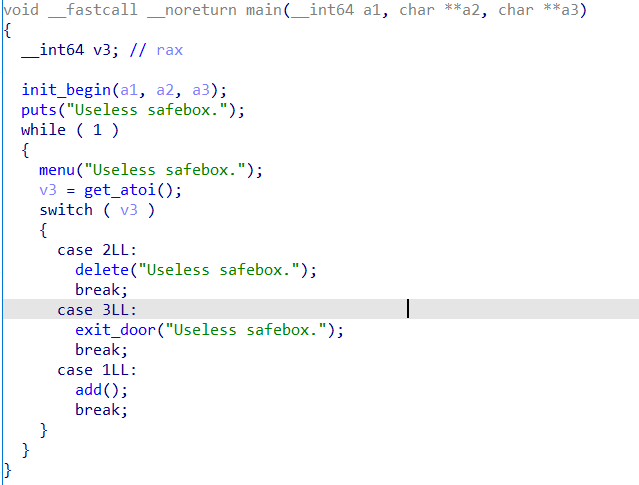 void __fastcall __noreturn main(__int64 a1, char **a2, char **a3)
{
  __int64 v3; // rax

  init_begin(a1, a2, a3);
  puts("Useless safebox.");
  while ( 1 )
  {
    menu("Useless safebox.");
    v3 = get_atoi();
    switch ( v3 )
    {
      case 2LL:
        delete("Useless safebox.");
        break;
      case 3LL:
        exit_door("Useless safebox.");
        break;
      case 1LL:
        add();
        break;
    }
  }
}